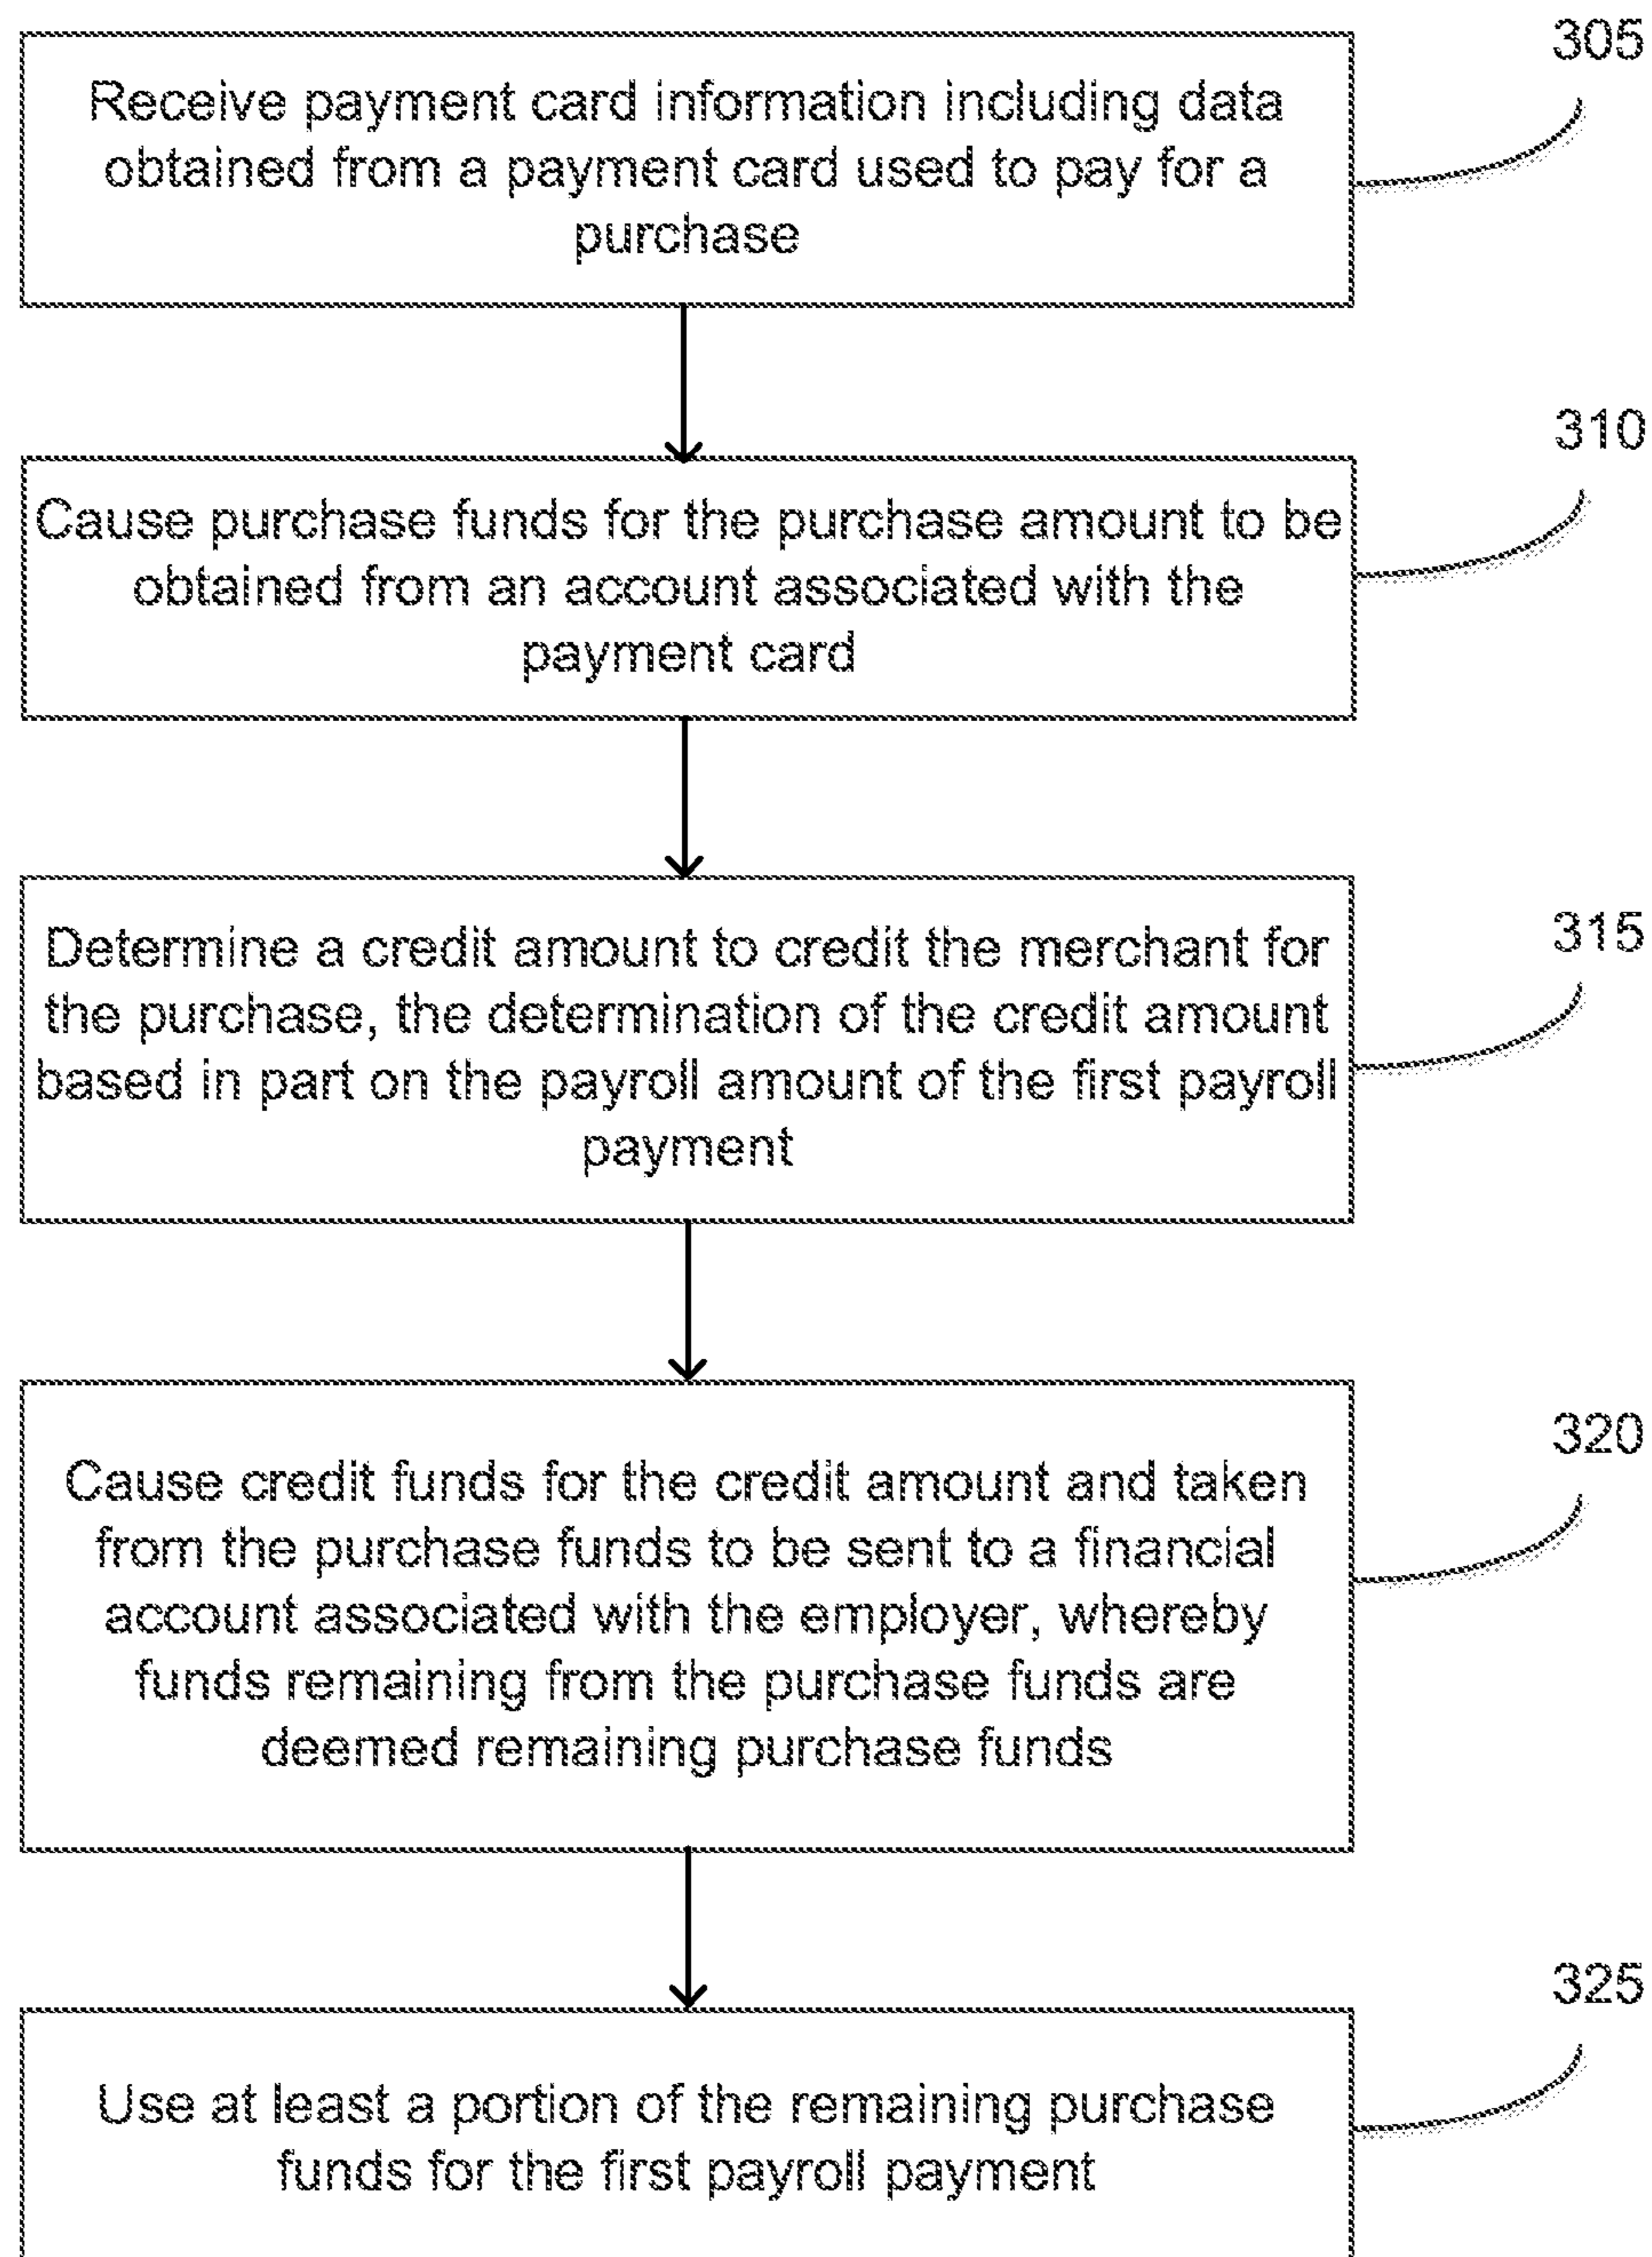 305
Receive payment card information including data
obtained from a payment card used to pay for a
purchase
310
Cause purchase funds for the purchase amount to be
obtained from an account associated with the
payment card
315
Determine a credit amount to credit the merchant for
the purchase, the determination of the credit amount
based in part on the payroll amount of the first payroll
payment
320
Cause credit funds for the credit amount and taken
from the purchase funds to be sent to a financial
account associated with the employer, whereby
funds remaining from the purchase funds are
deemed remaining purchase funds
325
Use at least a portion of the remaining purchase
funds for the first payroll payment